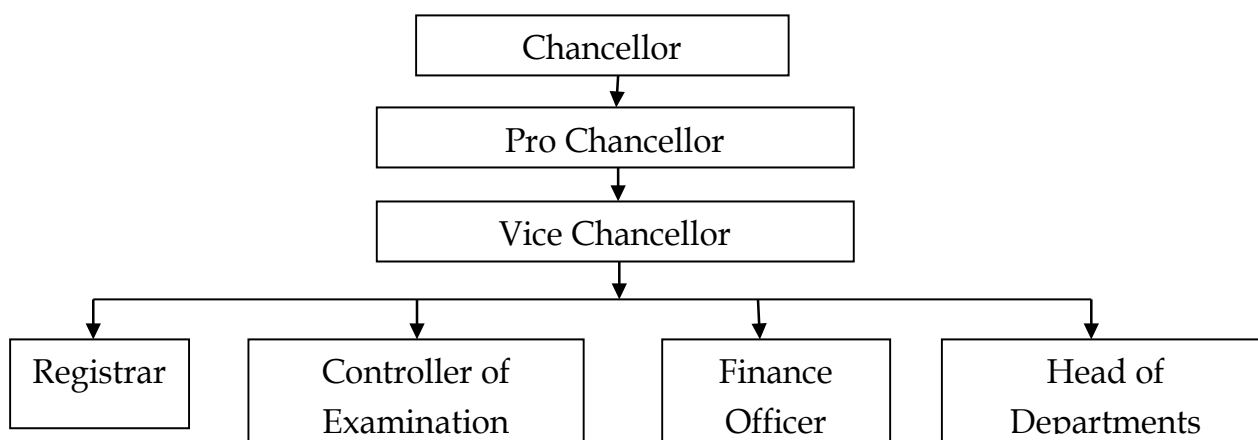 Chancellor
Pro Chancellor
Vice Chancellor
Registrar
Controller of
Examination
Finance
Officer
Head of
Departments